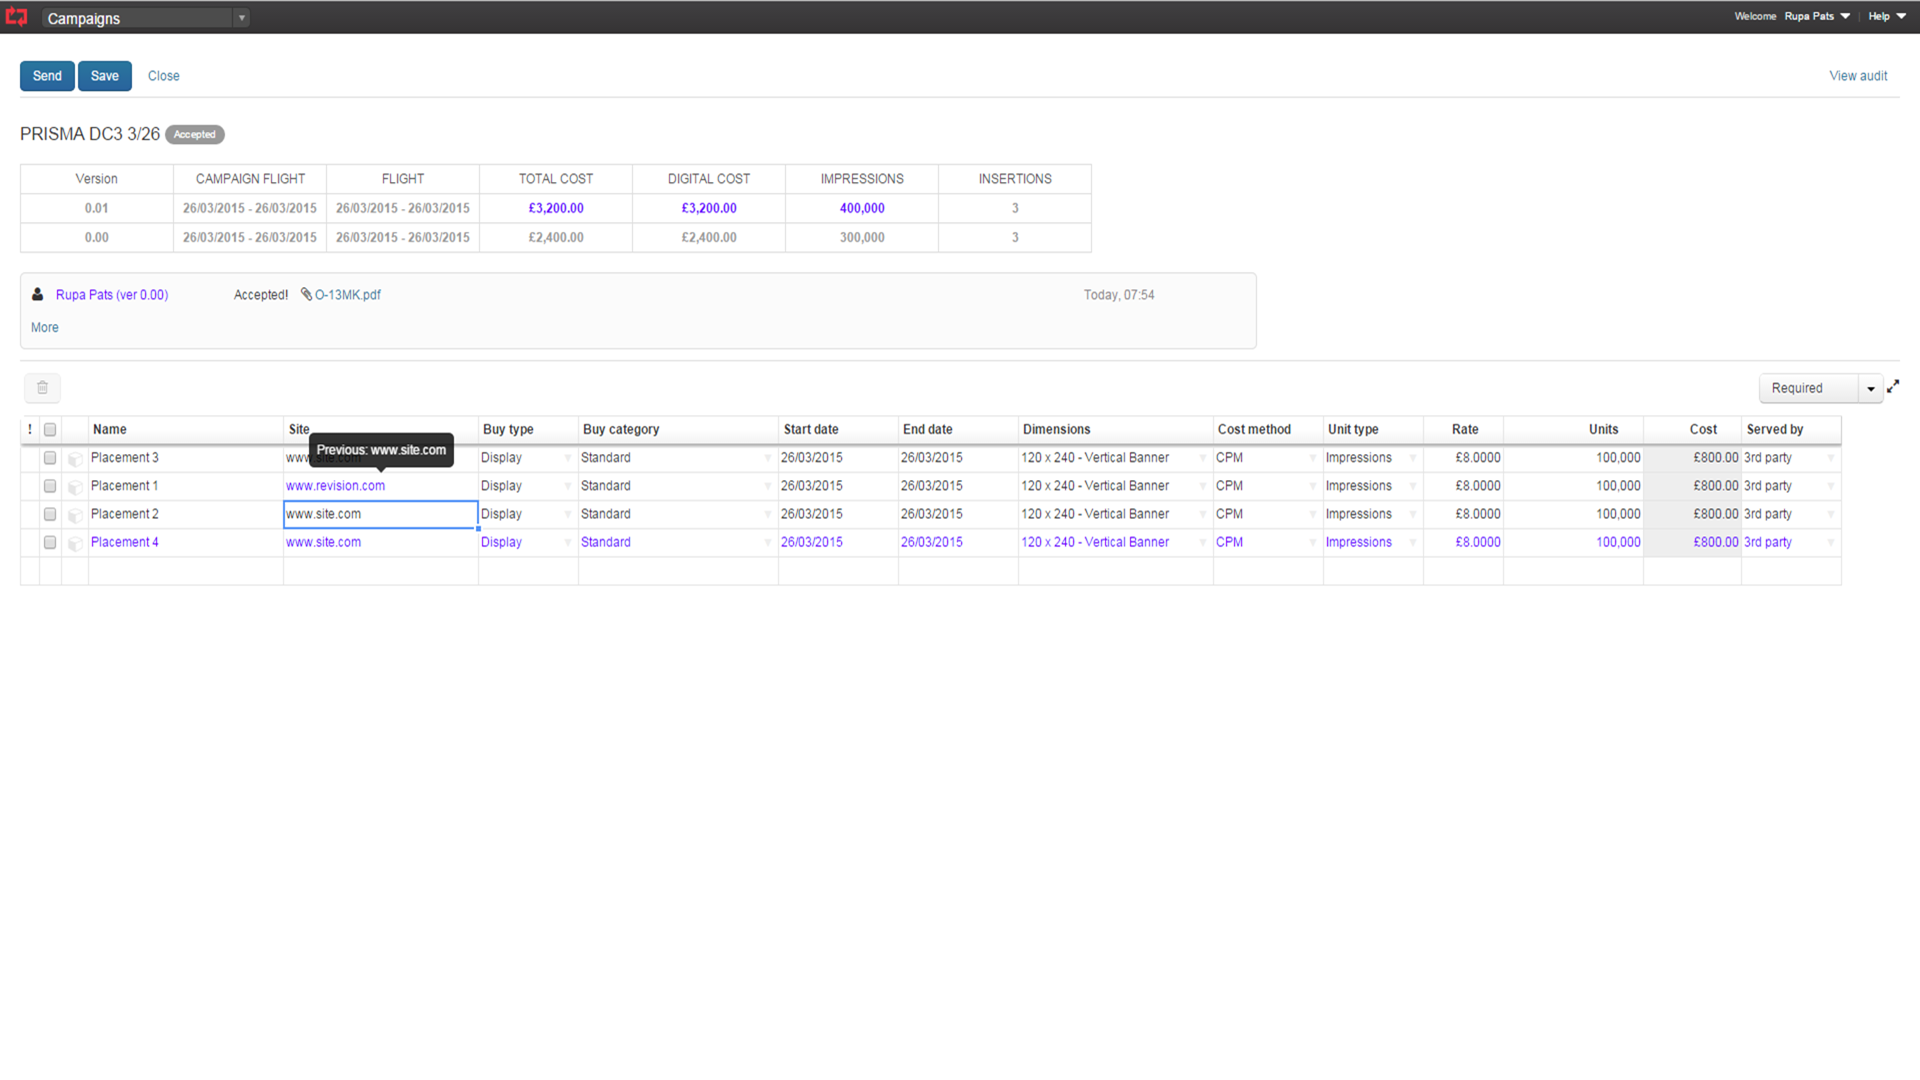 Campaigns
Welcome Rupa Pats Help
Send Save Close View audit
PRISMA DC3 3/26 Accepted
Version CAMPAIGN FLIGHT FLIGHT TOTAL COST DIGITAL COST IMPRESSIONS INSERTIONS
0.01 26/03/2015 - 26/03/2015 26/03/2015 - 26/03/2015 £3,200.00 £3,200.00 400,000 3
0.00 26/03/2015 - 26/03/2015 26/03/2015 - 26/03/2015 £2,400.00 £2,400.00 300,000 3
Rupa Pats (ver 0.00) Accepted! O-13MK.pdf Today, 07:54
More
Required
! Name Site Buy type Buy category Start date End date Dimensions Cost method Unit type Rate Units Cost Served by
Previous: www.site.com
Placement 3 www.site.com Display Standard 26/03/2015 26/03/2015 120 x 240 - Vertical Banner CPM Impressions £8.0000 100,000 £800.00 3rd party
Placement 1 www.revision.com Display Standard 26/03/2015 26/03/2015 120 x 240 - Vertical Banner CPM Impressions £8.0000 100,000 £800.00 3rd party
Placement 2 www.site.com Display Standard 26/03/2015 26/03/2015 120 x 240 - Vertical Banner CPM Impressions £8.0000 100,000 £800.00 3rd party
Placement 4 www.site.com Display Standard 26/03/2015 26/03/2015 120 x 240 - Vertical Banner CPM Impressions £8.0000 100,000 £800.00 3rd party